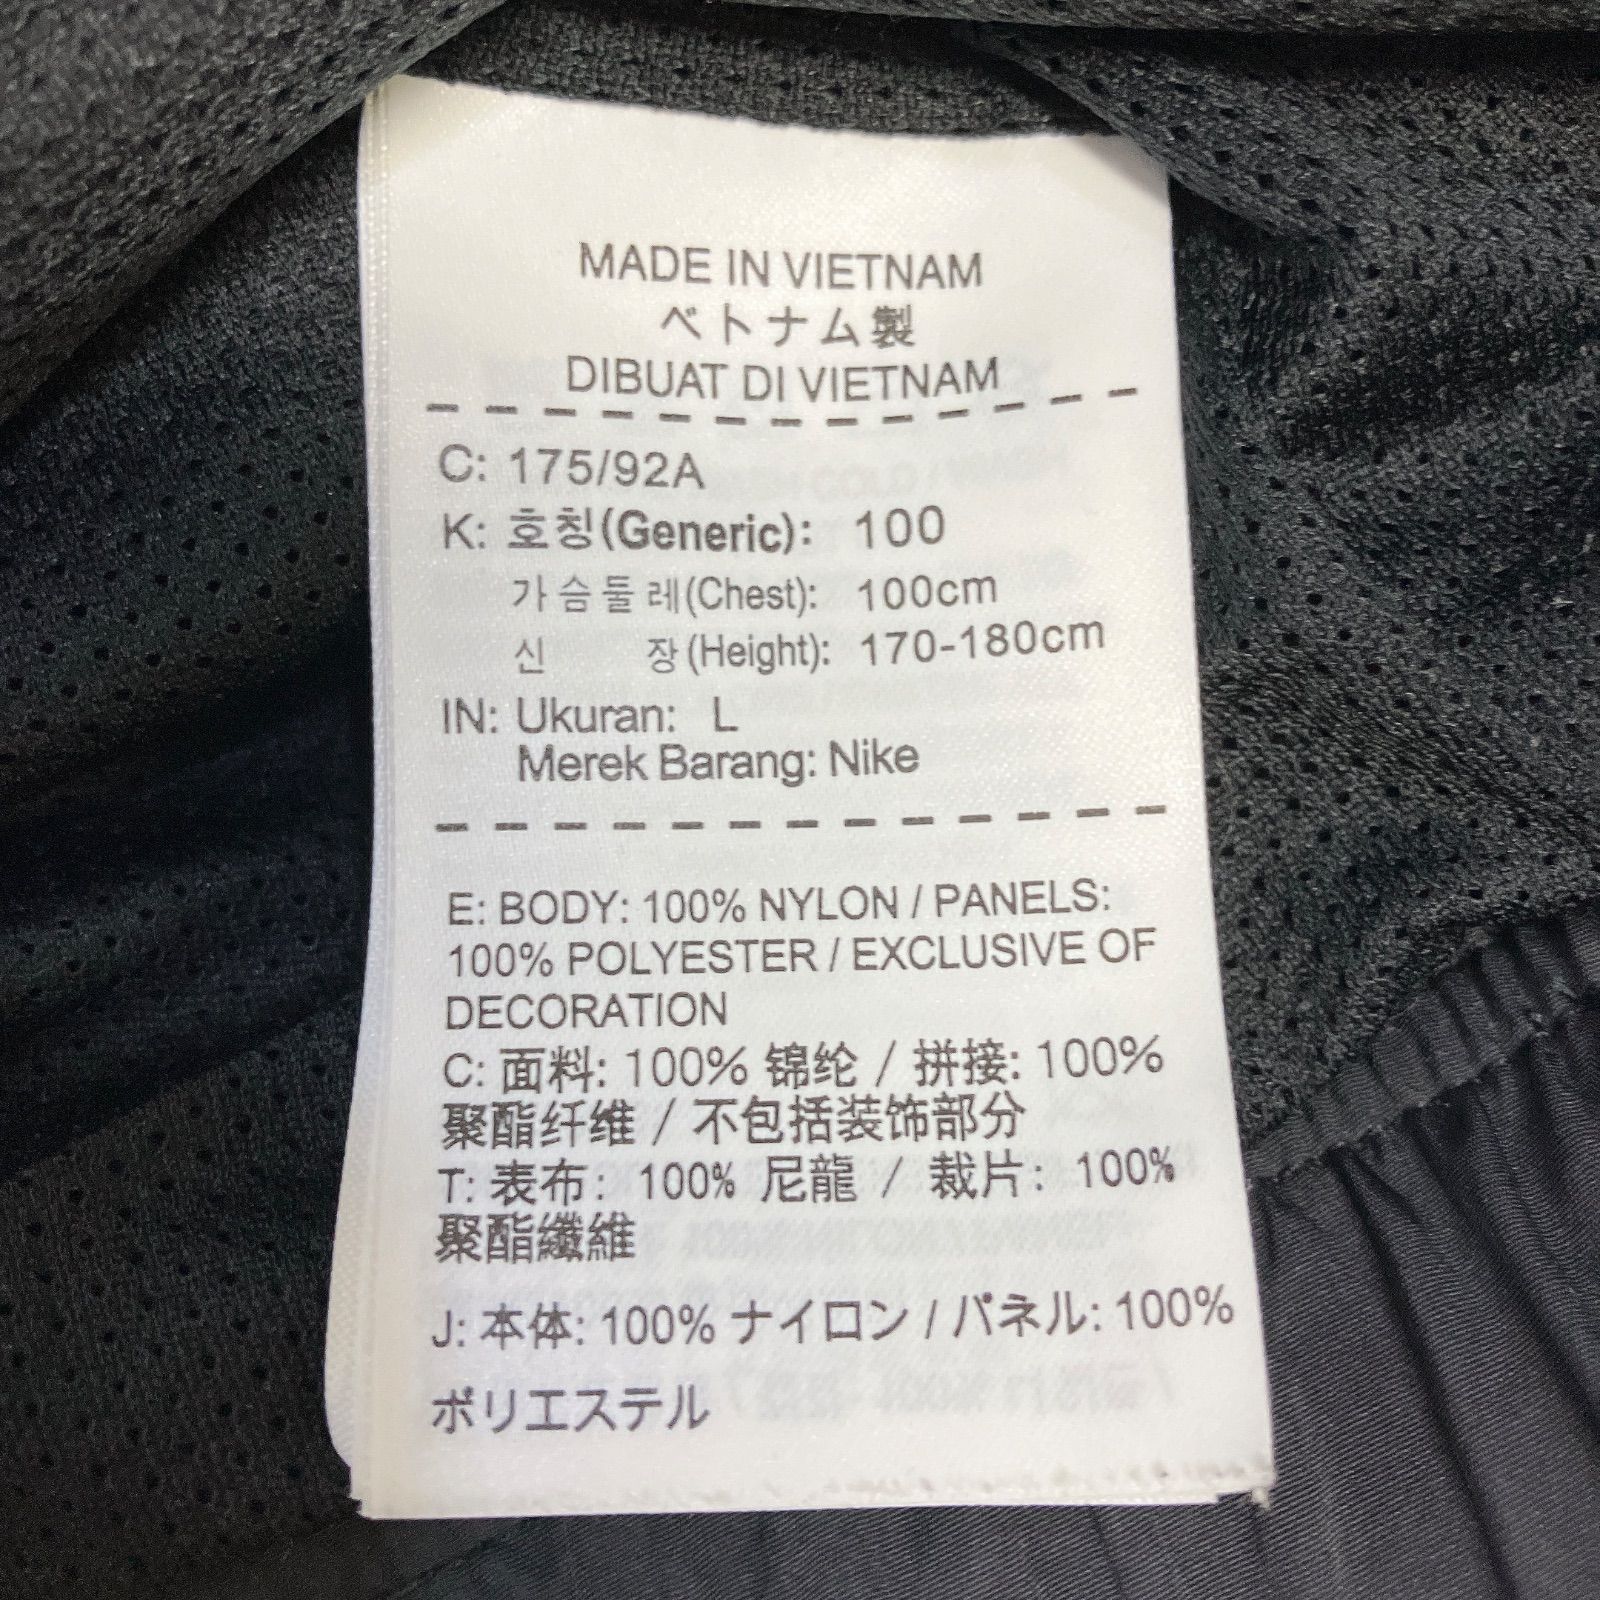 MADE IN VIETNAM
ベトナム製
DIBUAT DI VIETNAM
C: 175/92A
K: 호칭(Generic): 100
가슴둘레(Chest): 100cm
신 장(Height): 170-180cm
IN: Ukuran: L
Merek Barang: Nike
E: BODY: 100% NYLON / PANELS:
100% POLYESTER / EXCLUSIVE OF
DECORATION
C: 面料: 100% 锦纶 / 拼接: 100%
聚酯纤维 / 不包括装饰部分
T: 表布: 100% 尼龍 / 裁片: 100%
聚酯纖維
J: 本体: 100% ナイロン / パネル: 100%
ポリエステル